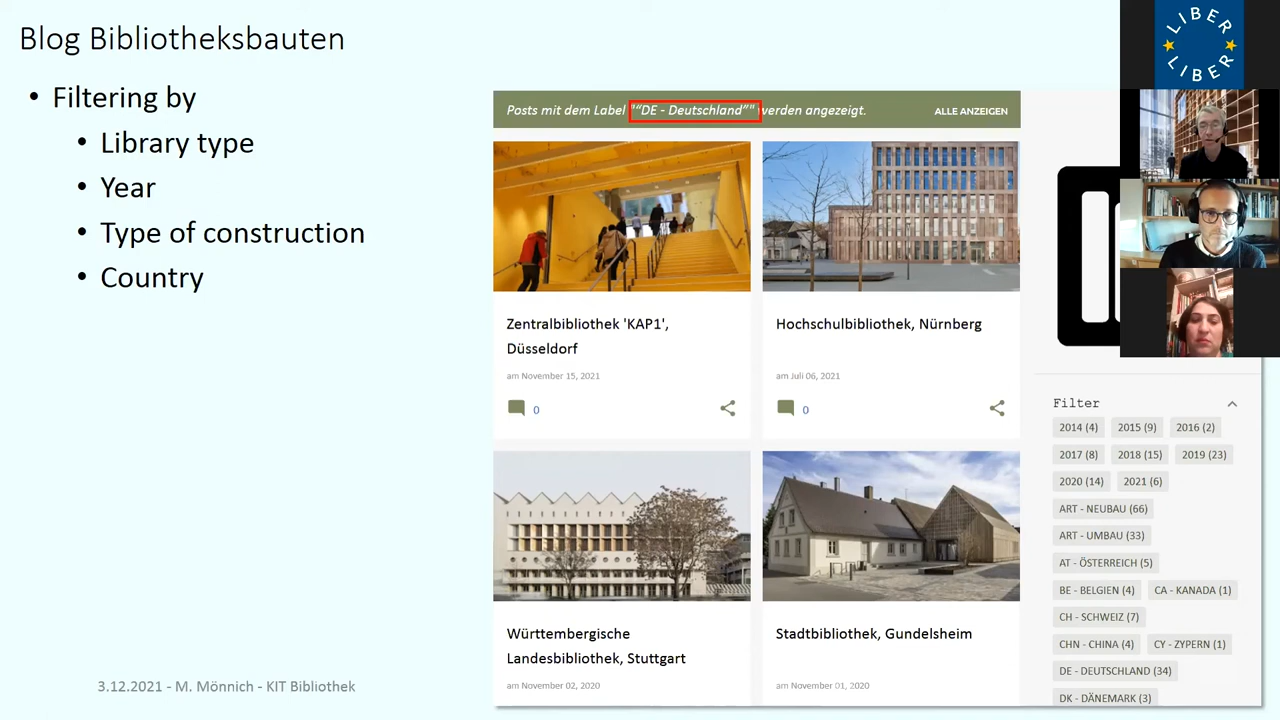 Blog Bibliotheksbauten
• Filtering by
• Library type
• Year
• Type of construction
• Country
Posts mit dem Label "“DE - Deutschland”" werden angezeigt.
ALLE ANZEIGEN
Zentralbibliothek 'KAP1',
Düsseldorf
am November 15, 2021
0
Hochschulbibliothek, Nürnberg
am Juli 06, 2021
0
Württembergische
Landesbibliothek, Stuttgart
am November 02, 2020
Stadtbibliothek, Gundelsheim
am November 01, 2020
Filter
2014 (4) 2015 (9) 2016 (2)
2017 (8) 2018 (15) 2019 (23)
2020 (14) 2021 (6)
ART - NEUBAU (66)
ART - UMBAU (33)
AT - ÖSTERREICH (5)
BE - BELGIEN (4) CA - KANADA (1)
CH - SCHWEIZ (7)
CHN - CHINA (4) CY - ZYPERN (1)
DE - DEUTSCHLAND (34)
DK - DÄNEMARK (3)
LIBER
LIBER
3.12.2021 - M. Mönnich - KIT Bibliothek